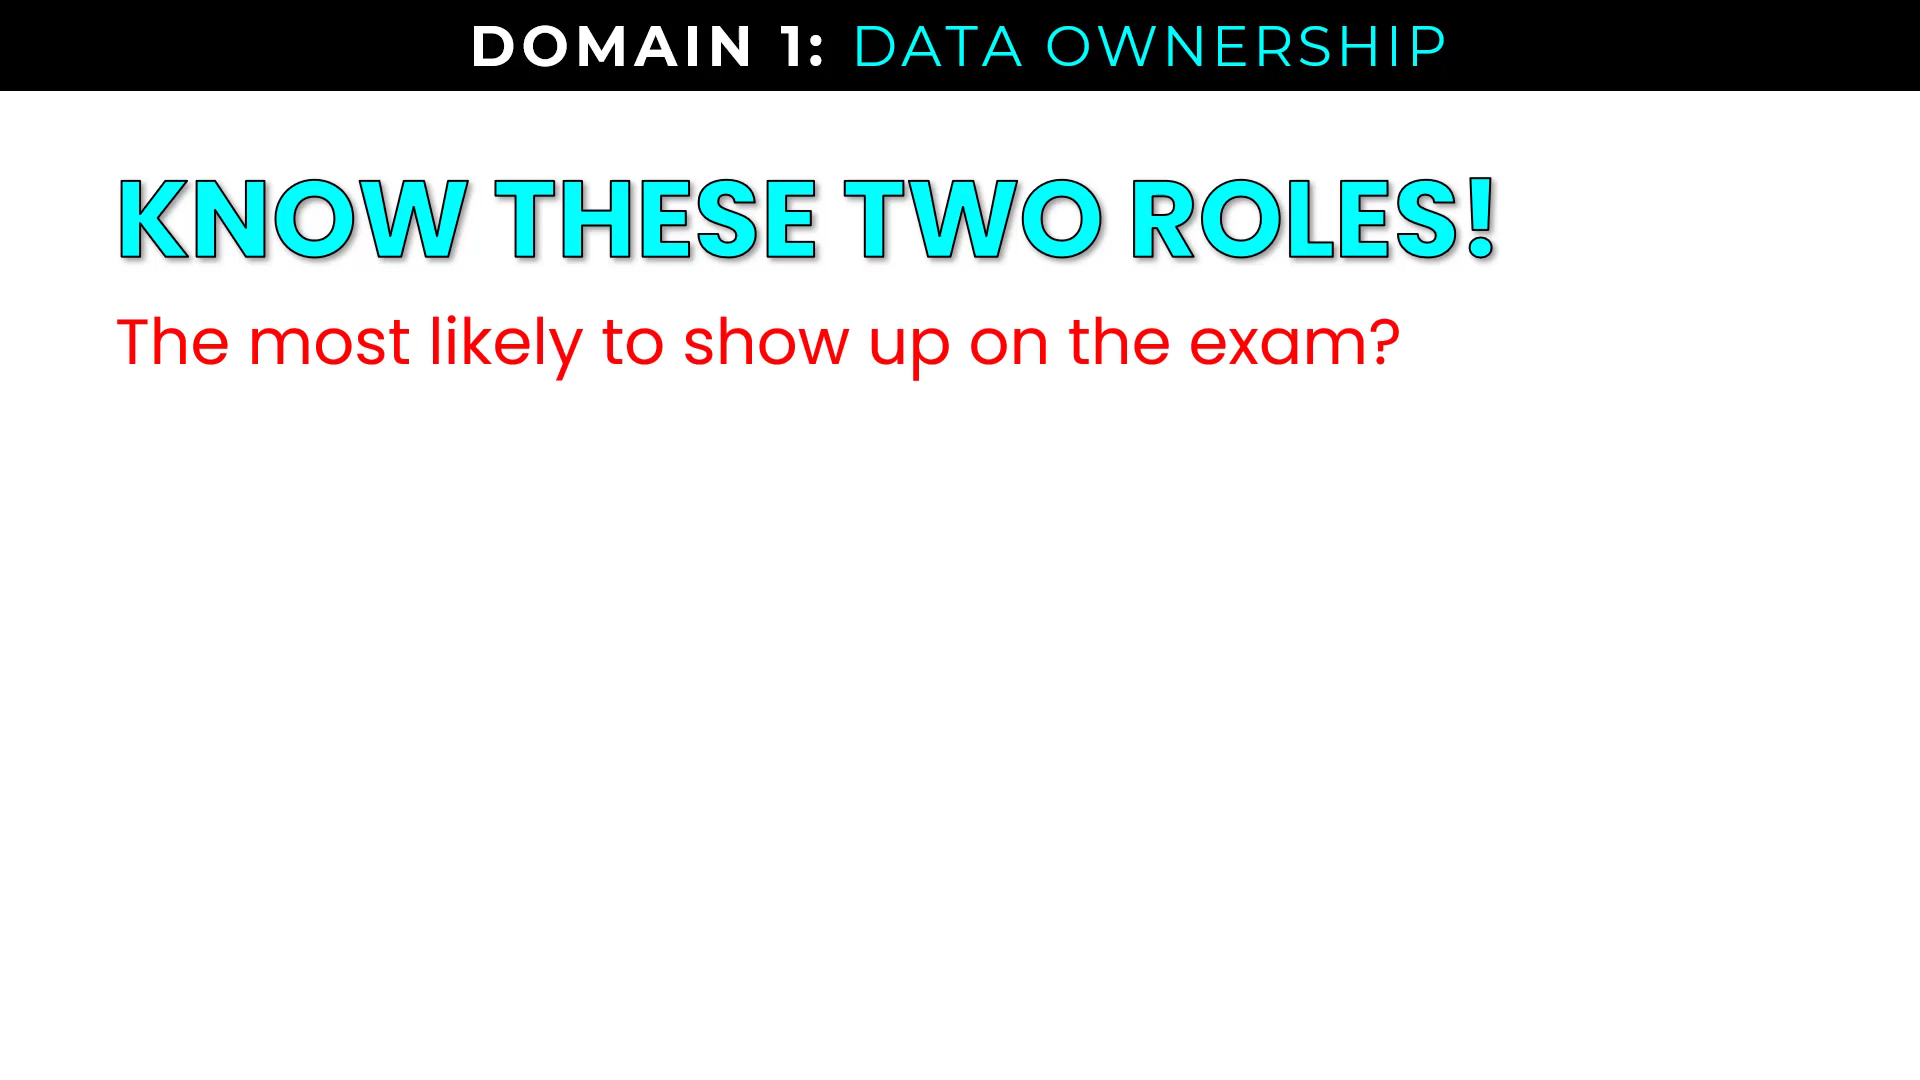 DOMAIN 1: DATA OWNERSHIP
KNOW THESE TWO ROLES!
The most likely to show up on the exam?